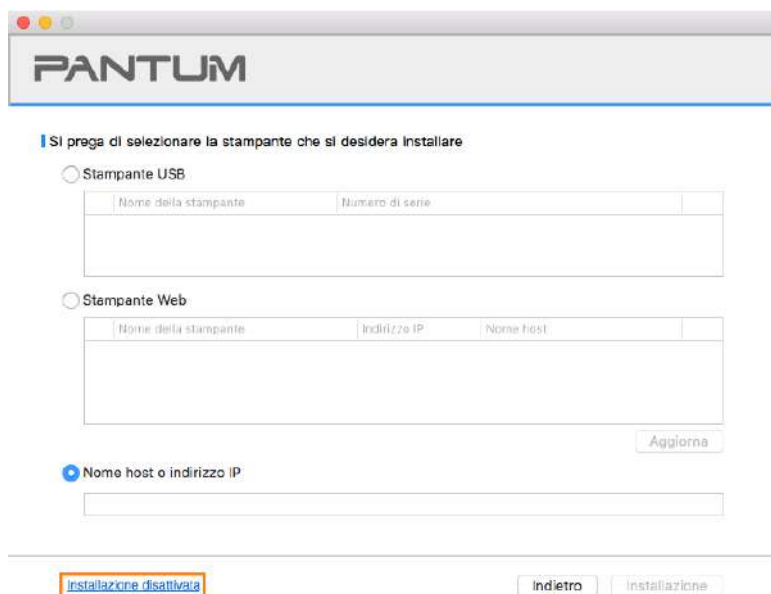 PANTUM
Si prega di selezionare la stampante che si desidera installare
Stampante USB
Nome della stampante Numero di serie
Stampante Web
Nome della stampante Indirizzo IP Nome host
Aggiorna
Nome host o indirizzo IP
Installazione disattivata Indietro Installazione